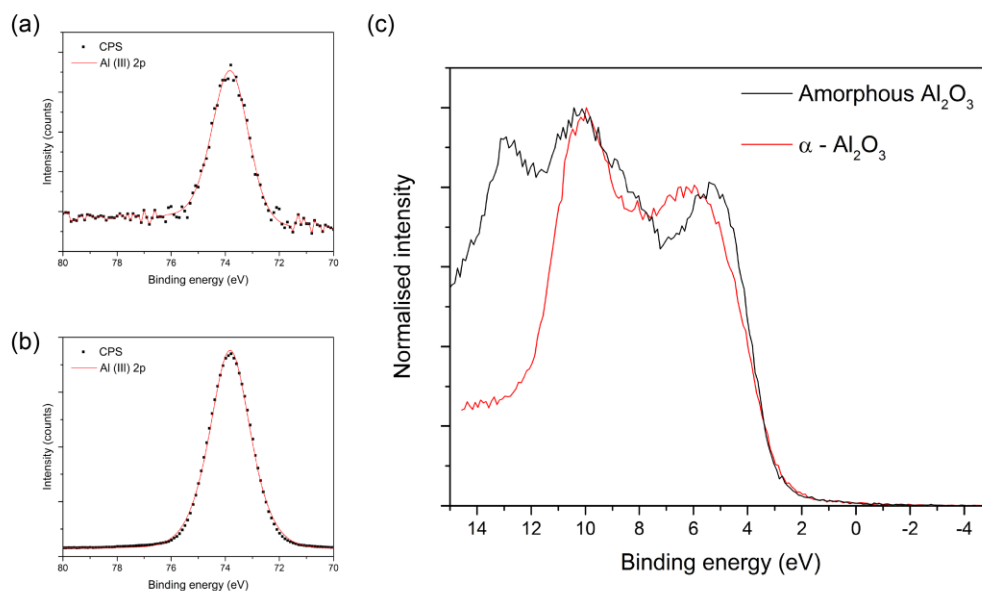 (a)
CPS
Al (III) 2p
Intensity (counts)
80 78 76 74 72 70
Binding energy (eV)
(b)
CPS
Al (III) 2p
Intensity (counts)
80 78 76 74 72 70
Binding energy (eV)
(c)
Amorphous Al₂O₃
α - Al₂O₃
Normalised intensity
14 12 10 8 6 4 2 0 -2 -4
Binding energy (eV)